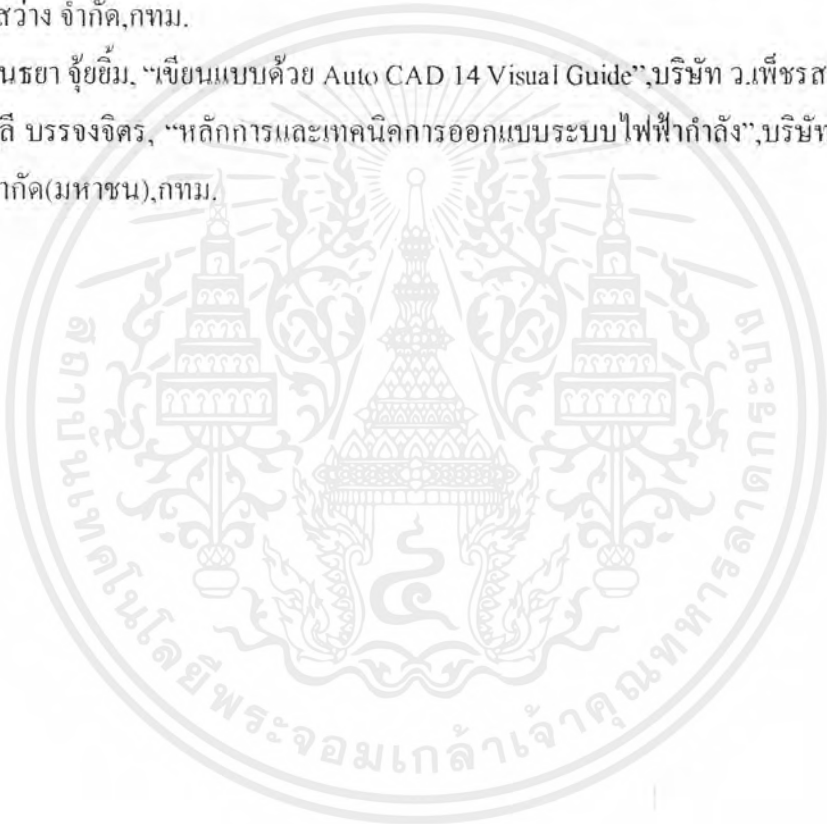 สว่าง จำกัด,กทม.
นธยา จุ้ยยิ้ม, “เขียนแบบด้วย Auto CAD 14 Visual Guide”,บริษัท ว.เพ็ชรส
ลี บรรจงจิตร, “หลักการและเทคนิคการออกแบบระบบไฟฟ้ากำลัง”,บริษัท
ำกัด(มหาชน),กทม.
สถาบันเทคโนโลยีพระจอมเกล้าเจ้าคุณทหารลาดกระบัง